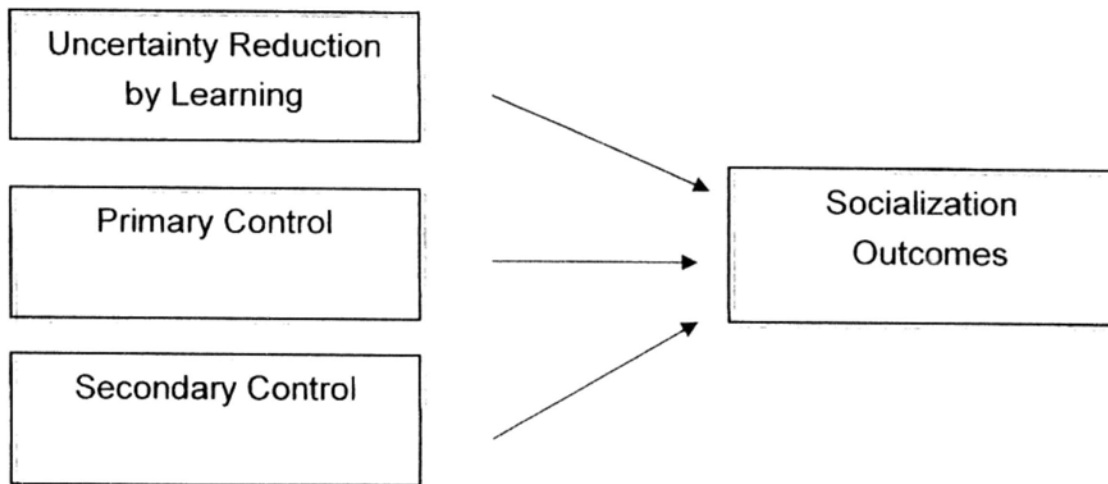 Uncertainty Reduction
by Learning
Primary Control
Secondary Control
Socialization
Outcomes